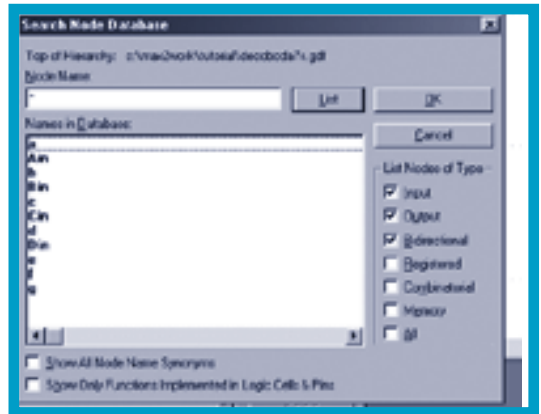 Search Node Database
Top of Hierarchy: c:\max2work\tutorial\decbcda7s.gdf
Node Name:
*
List
OK
Names in Database:
Cancel
a
Ain
b
Bin
c
Cin
d
Din
e
f
g
List Nodes of Type
Input
Output
Bidirectional
Registered
Combinatorial
Memory
All
Show All Node Name Synonyms
Show Only Functions Implemented in Logic Cells & Pins